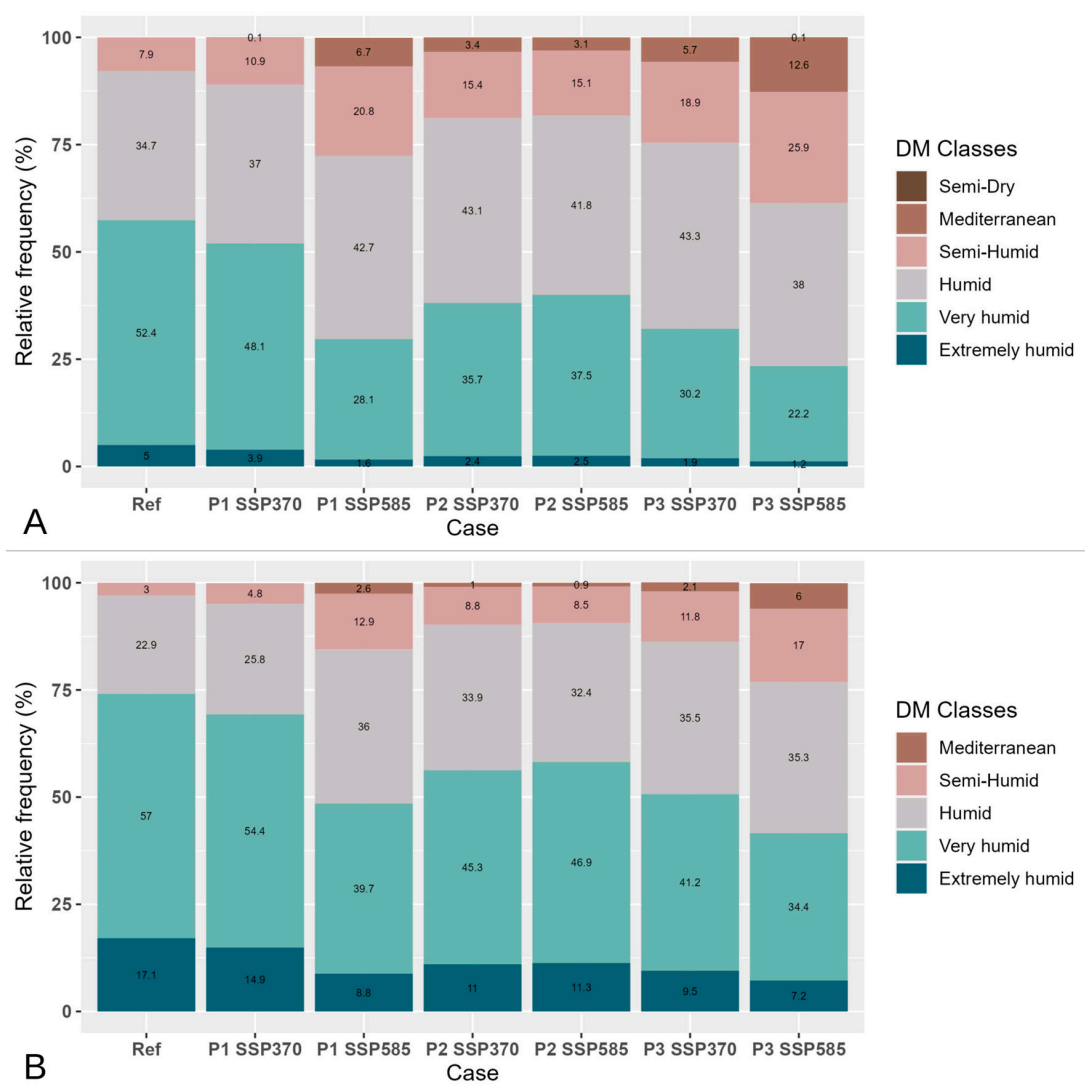 100
75
50
25
0
Relative frequency (%)
0.1
0.1
7.9
10.9
6.7
3.4
3.1
5.7
12.6
20.8
15.4
15.1
18.9
25.9
34.7
37
42.7
43.1
41.8
43.3
38
52.4
48.1
28.1
35.7
37.5
30.2
22.2
5
3.9
1.6
2.4
2.5
1.9
1.2
Ref
P1 SSP370
P1 SSP585
P2 SSP370
P2 SSP585
P3 SSP370
P3 SSP585
Case
A
DM Classes
Semi-Dry
Mediterranean
Semi-Humid
Humid
Very humid
Extremely humid
100
75
50
25
0
Relative frequency (%)
3
4.8
2.6
1
0.9
2.1
6
12.9
8.8
8.5
11.8
17
22.9
25.8
36
33.9
32.4
35.5
35.3
57
54.4
39.7
45.3
46.9
41.2
34.4
17.1
14.9
8.8
11
11.3
9.5
7.2
Ref
P1 SSP370
P1 SSP585
P2 SSP370
P2 SSP585
P3 SSP370
P3 SSP585
Case
B
DM Classes
Mediterranean
Semi-Humid
Humid
Very humid
Extremely humid